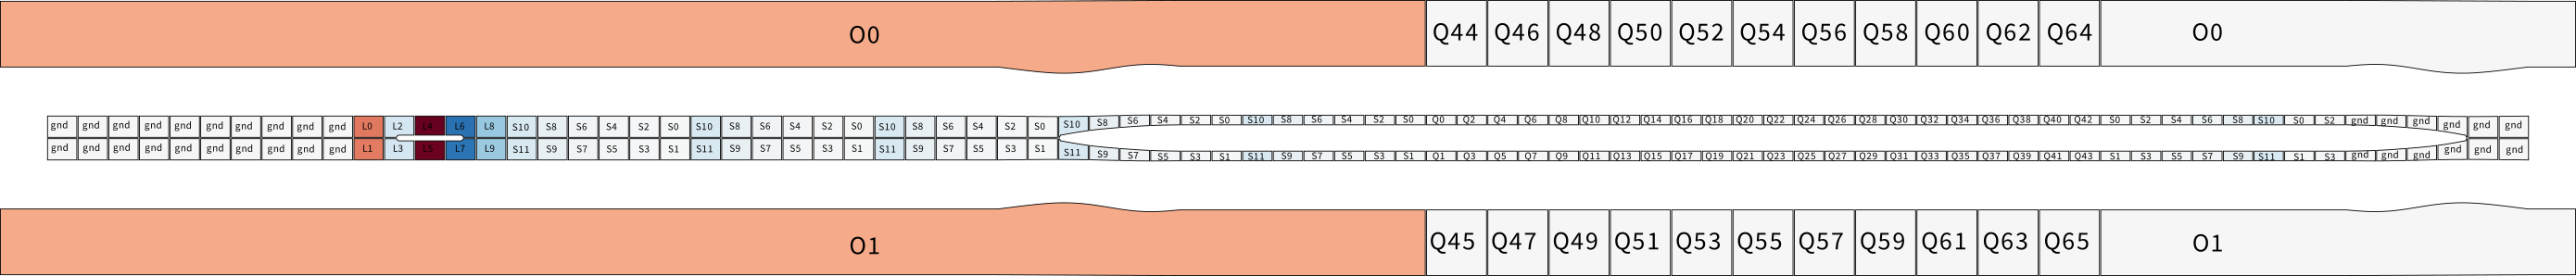 O0 Q44 Q46 Q48 Q50 Q52 Q54 Q56 Q58 Q60 Q62 Q64 O0
gnd gnd gnd gnd gnd gnd gnd gnd gnd gnd L0 L2 L4 L6 L8 S10 S8 S6 S4 S2 S0 S10 S8 S6 S4 S2 S0 S10 S8 S6 S4 S2 S0 S10 S8 S6 S4 S2 S0 S10 S8 S6 S4 S2 S0 Q0 Q2 Q4 Q6 Q8 Q10 Q12 Q14 Q16 Q18 Q20 Q22 Q24 Q26 Q28 Q30 Q32 Q34 Q36 Q38 Q40 Q42 S0 S2 S4 S6 S8 S10 S0 S2 gnd gnd gnd gnd gnd gnd
gnd gnd gnd gnd gnd gnd gnd gnd gnd gnd L1 L3 L5 L7 L9 S11 S9 S7 S5 S3 S1 S11 S9 S7 S5 S3 S1 S11 S9 S7 S5 S3 S1 S11 S9 S7 S5 S3 S1 S11 S9 S7 S5 S3 S1 Q1 Q3 Q5 Q7 Q9 Q11 Q13 Q15 Q17 Q19 Q21 Q23 Q25 Q27 Q29 Q31 Q33 Q35 Q37 Q39 Q41 Q43 S1 S3 S5 S7 S9 S11 S1 S3 gnd gnd gnd gnd gnd gnd
O1 Q45 Q47 Q49 Q51 Q53 Q55 Q57 Q59 Q61 Q63 Q65 O1